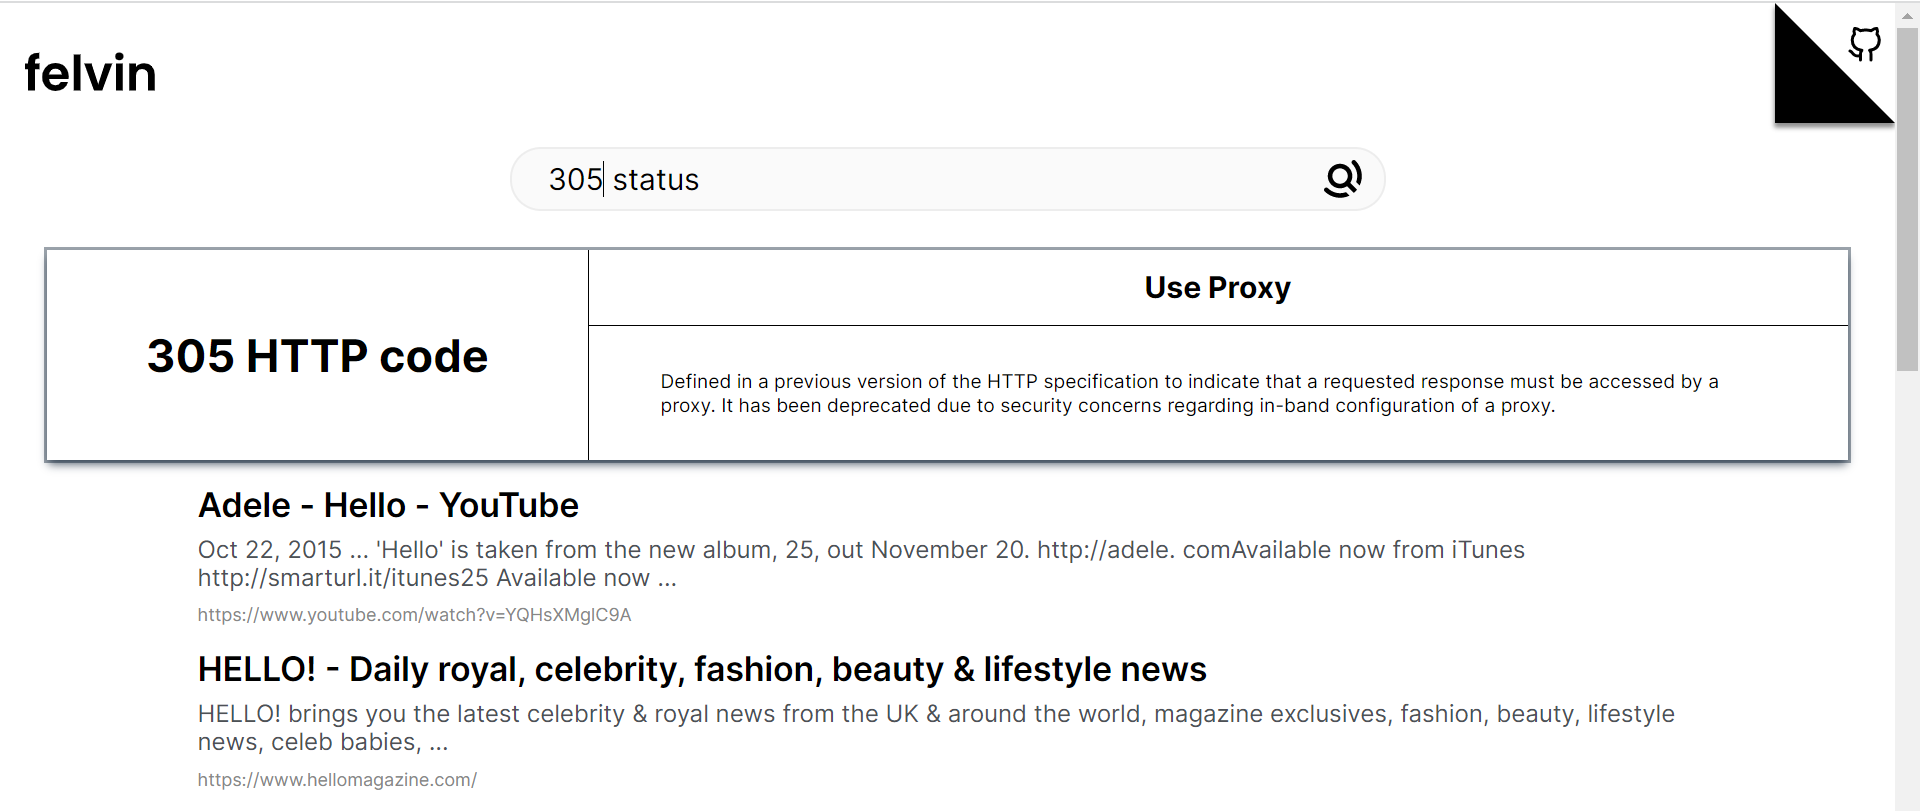 felvin
305 status
305 HTTP code
Use Proxy
Defined in a previous version of the HTTP specification to indicate that a requested response must be accessed by a
proxy. It has been deprecated due to security concerns regarding in-band configuration of a proxy.
Adele - Hello - YouTube
Oct 22, 2015 ... 'Hello' is taken from the new album, 25, out November 20. http://adele. comAvailable now from iTunes
http://smarturl.it/itunes25 Available now ...
https://www.youtube.com/watch?v=YQHsXMglC9A
HELLO! - Daily royal, celebrity, fashion, beauty & lifestyle news
HELLO! brings you the latest celebrity & royal news from the UK & around the world, magazine exclusives, fashion, beauty, lifestyle
news, celeb babies, ...
https://www.hellomagazine.com/